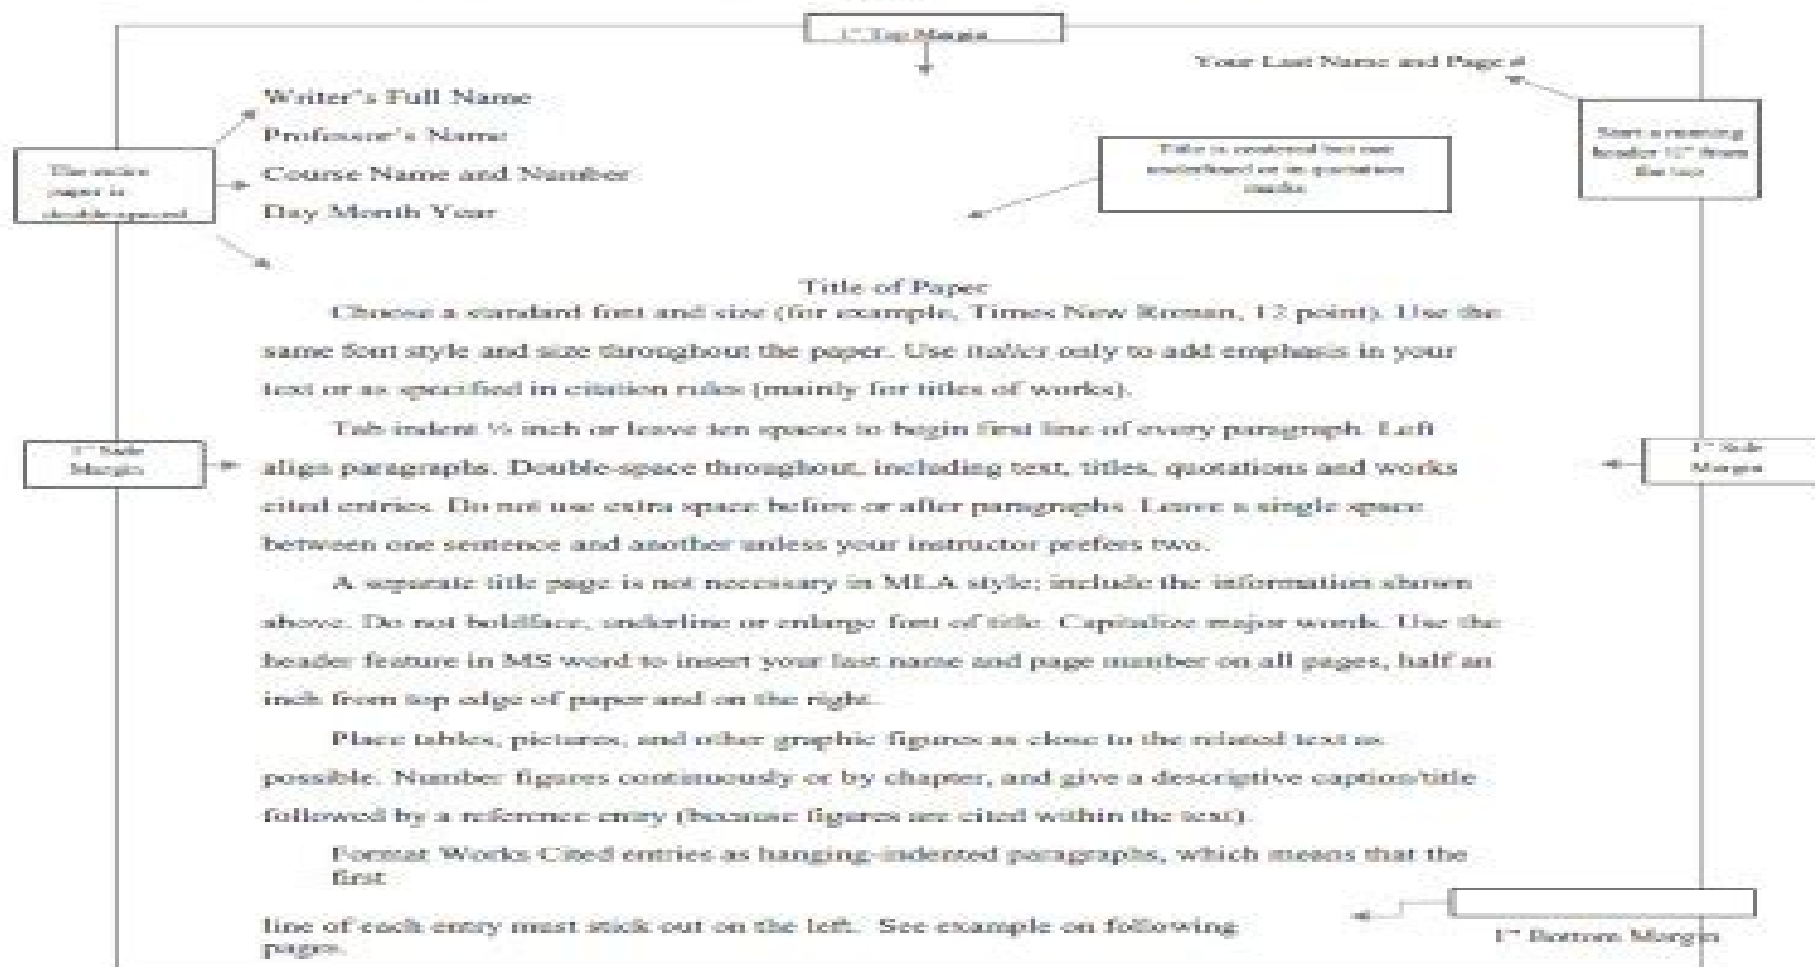 1" Top Margin
Your Last Name and Page #
Writer's Full Name
Professor's Name
Course Name and Number
Day Month Year
The entire
paper is
double-spaced
Title is centered but not
underlined or in quotation
marks
Start a running
header ½" from
the top
Title of Paper
Choose a standard font and size (for example, Times New Roman, 12 point). Use the
same font style and size throughout the paper. Use italics only to add emphasis in your
text or as specified in citation rules (mainly for titles of works).
Tab-indent ½ inch or leave ten spaces to begin first line of every paragraph. Left
align paragraphs. Double-space throughout, including text, titles, quotations and works
cited entries. Do not use extra space before or after paragraphs. Leave a single space
between one sentence and another unless your instructor prefers two.
1" Side
Margin
1" Side
Margin
A separate title page is not necessary in MLA style; include the information shown
above. Do not boldface, underline or enlarge font of title. Capitalize major words. Use the
header feature in MS word to insert your last name and page number on all pages, half an
inch from top edge of paper and on the right.
Place tables, pictures, and other graphic figures as close to the related text as
possible. Number figures continuously or by chapter, and give a descriptive caption/title
followed by a reference entry (because figures are cited within the text).
Format Works Cited entries as hanging-indented paragraphs, which means that the
first
line of each entry must stick out on the left. See example on following
pages.
1" Bottom Margin